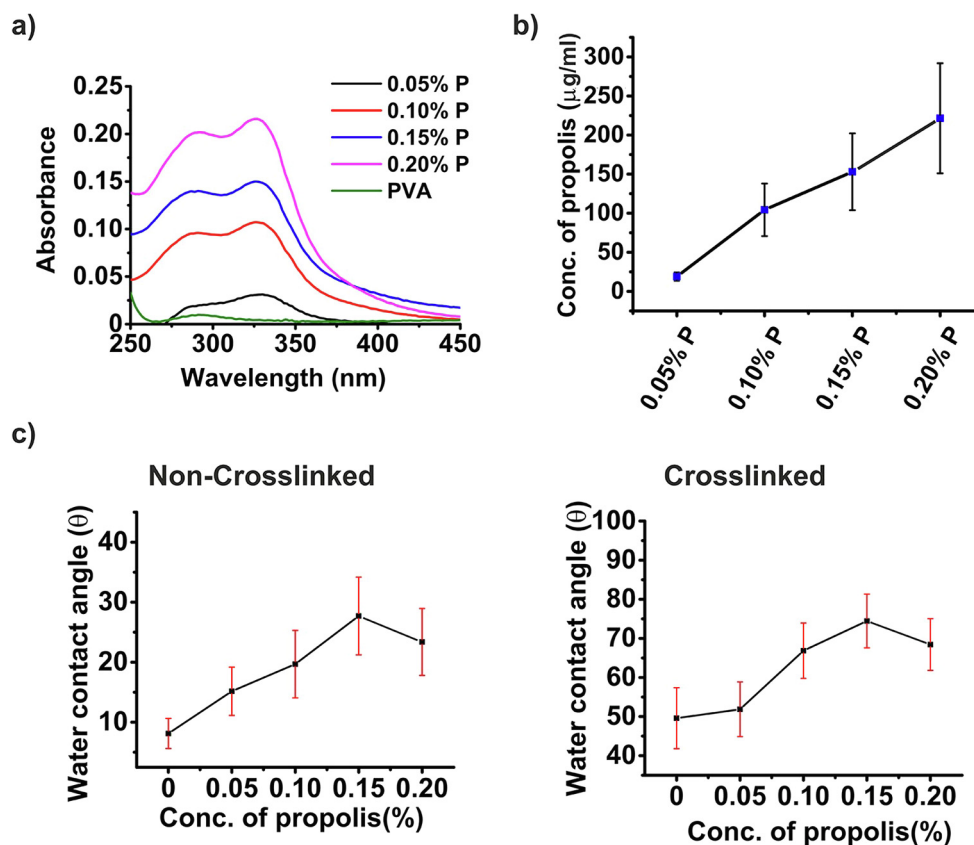 a)
0.25
0.20
0.15
0.10
0.05
0
Absorbance
0.05% P
0.10% P
0.15% P
0.20% P
PVA
250 300 350 400 450
Wavelength (nm)
b)
300
250
200
150
100
50
0
Conc. of propolis (μg/ml)
0.05% P
0.10% P
0.15% P
0.20% P
c)
Non-Crosslinked
40
30
20
10
Water contact angle (θ)
0 0.05 0.10 0.15 0.20
Conc. of propolis(%)
Crosslinked
100
90
80
70
60
50
40
Water contact angle (θ)
0 0.05 0.10 0.15 0.20
Conc. of propolis(%)